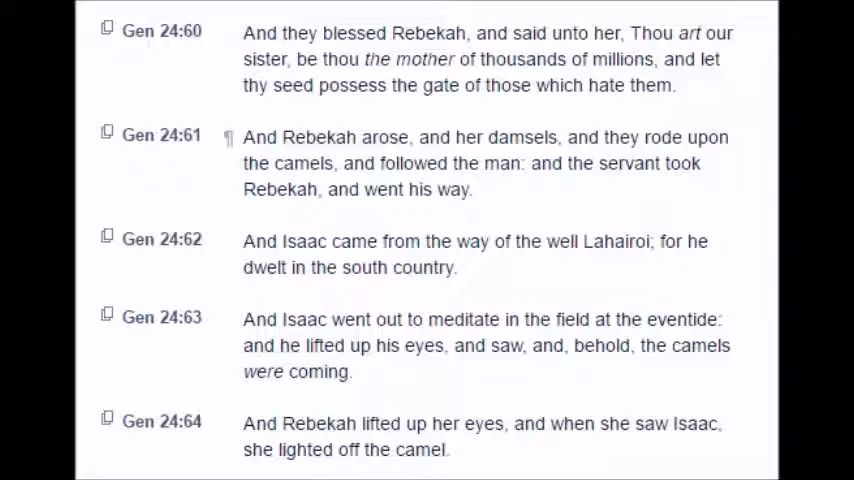 Gen 24:60 And they blessed Rebekah, and said unto her, Thou art our
sister, be thou the mother of thousands of millions, and let
thy seed possess the gate of those which hate them.
Gen 24:61 ¶ And Rebekah arose, and her damsels, and they rode upon
the camels, and followed the man: and the servant took
Rebekah, and went his way.
Gen 24:62 And Isaac came from the way of the well Lahairoi; for he
dwelt in the south country.
Gen 24:63 And Isaac went out to meditate in the field at the eventide:
and he lifted up his eyes, and saw, and, behold, the camels
were coming.
Gen 24:64 And Rebekah lifted up her eyes, and when she saw Isaac,
she lighted off the camel.